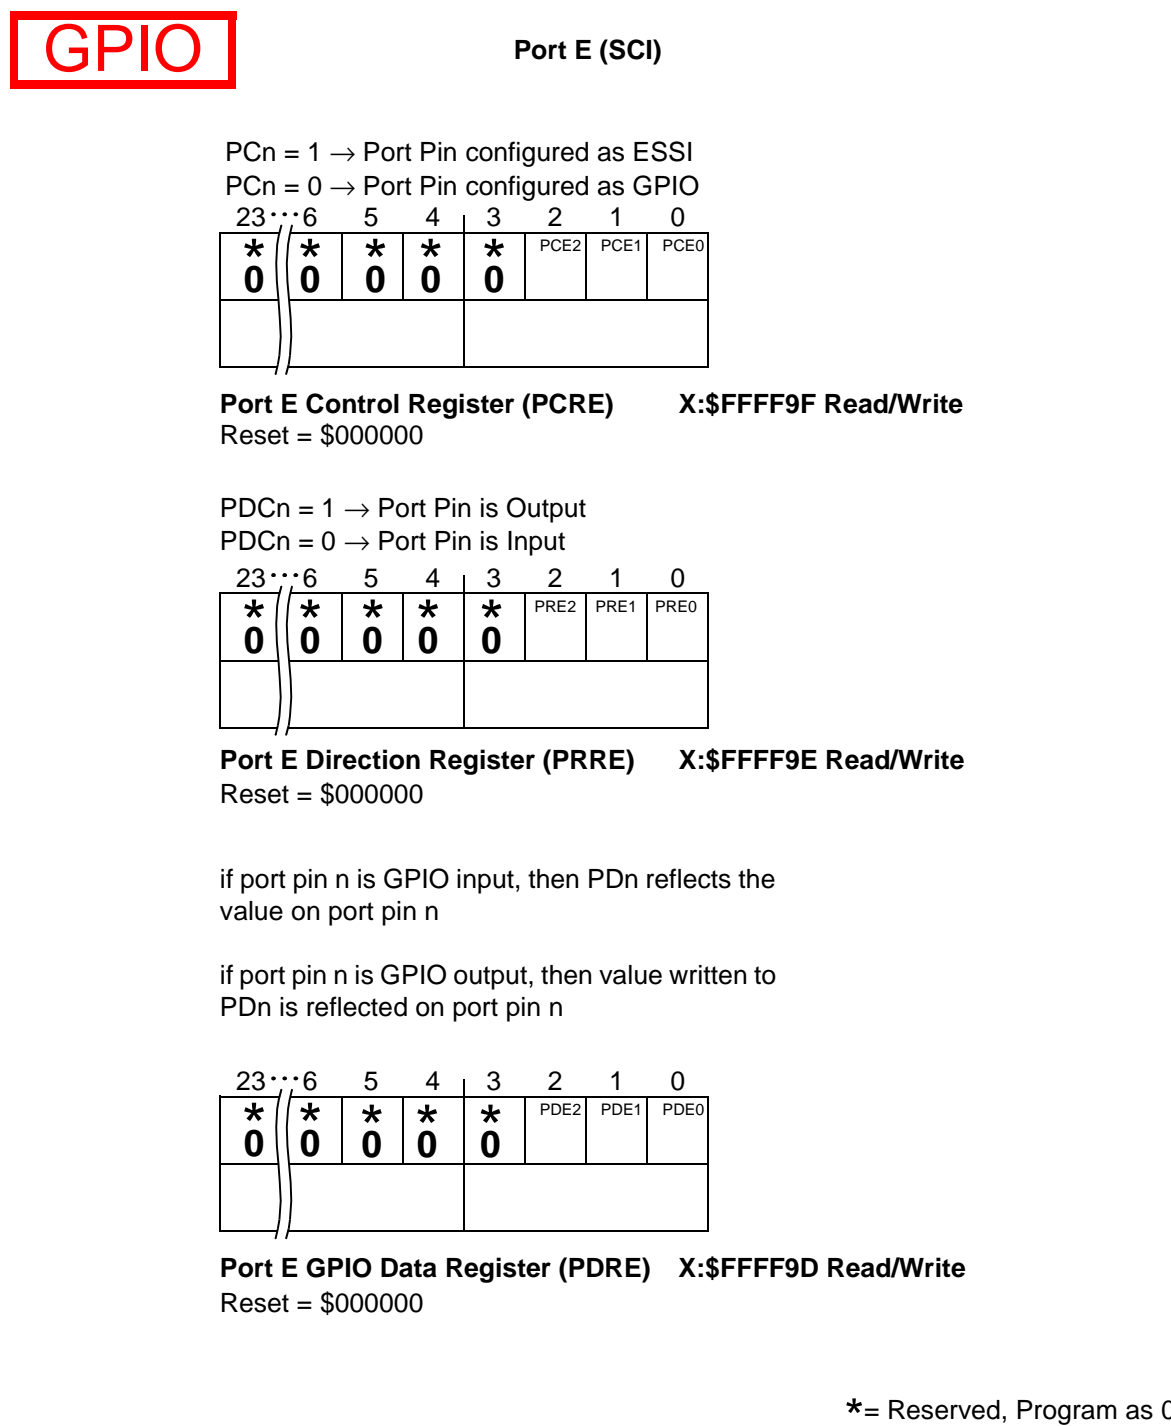 GPIO
Port E (SCI)
PCn = 1 → Port Pin configured as ESSI
PCn = 0 → Port Pin configured as GPIO
23 ••• 6 5 4 3 2 1 0
* * * * * PCE2 PCE1 PCE0
0 0 0 0 0
Port E Control Register (PCRE) X:$FFFF9F Read/Write
Reset = $000000
PDCn = 1 → Port Pin is Output
PDCn = 0 → Port Pin is Input
23 ••• 6 5 4 3 2 1 0
* * * * * PRE2 PRE1 PRE0
0 0 0 0 0
Port E Direction Register (PRRE) X:$FFFF9E Read/Write
Reset = $000000
if port pin n is GPIO input, then PDn reflects the
value on port pin n
if port pin n is GPIO output, then value written to
PDn is reflected on port pin n
23 ••• 6 5 4 3 2 1 0
* * * * * PDE2 PDE1 PDE0
0 0 0 0 0
Port E GPIO Data Register (PDRE) X:$FFFF9D Read/Write
Reset = $000000
*= Reserved, Program as 0